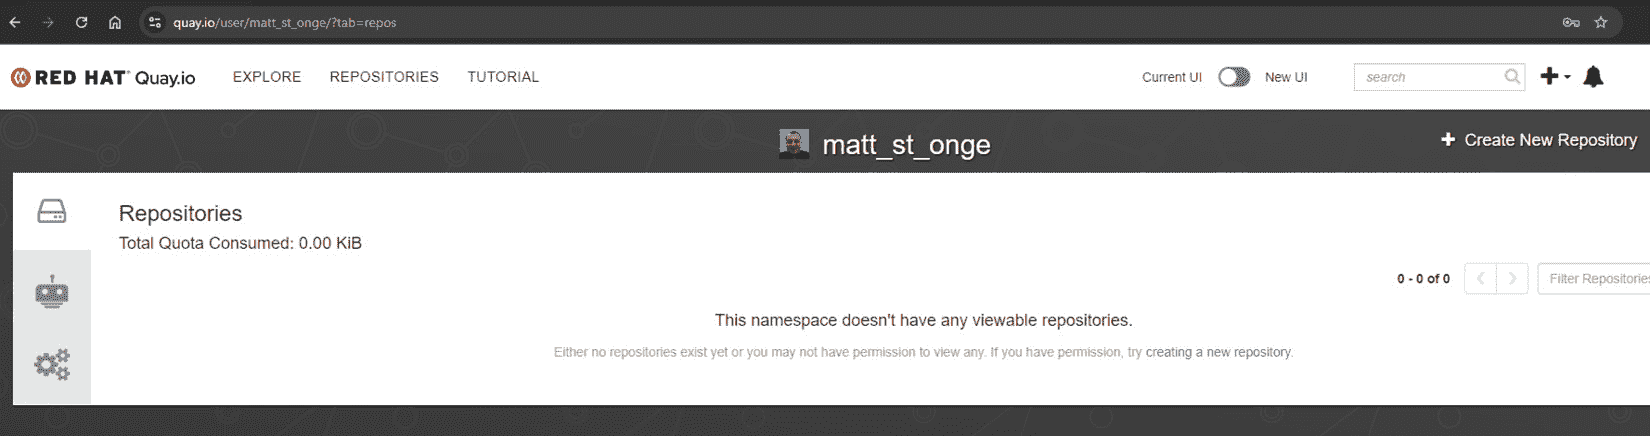 quay.io/user/matt_st_onge/?tab=repos
RED HAT Quay.io EXPLORE REPOSITORIES TUTORIAL Current UI New UI search
matt_st_onge
+ Create New Repository
Repositories
Total Quota Consumed: 0.00 KiB
0 - 0 of 0 < > Filter Repositories
This namespace doesn't have any viewable repositories.
Either no repositories exist yet or you may not have permission to view any. If you have permission, try creating a new repository.